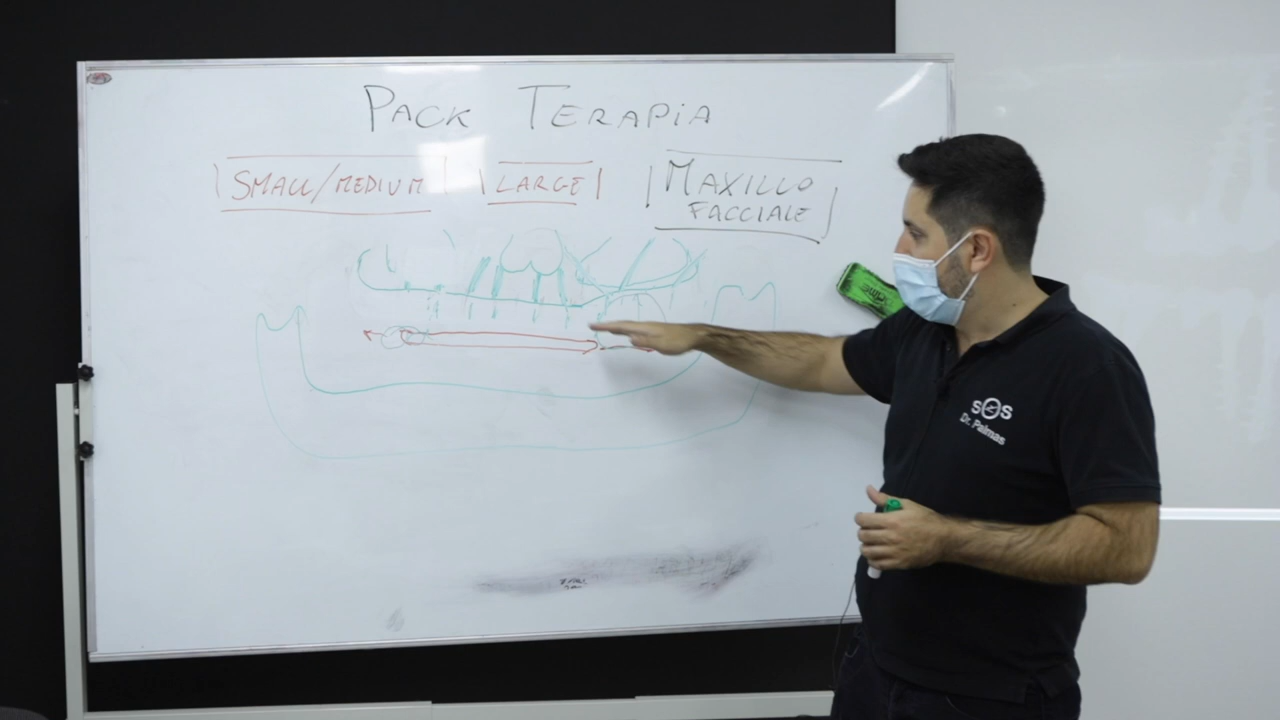 PACK TERAPIA
SMALL/MEDIUM
LARGE
MAXILLO
FACCIALE
SOS
Dr. Palmas